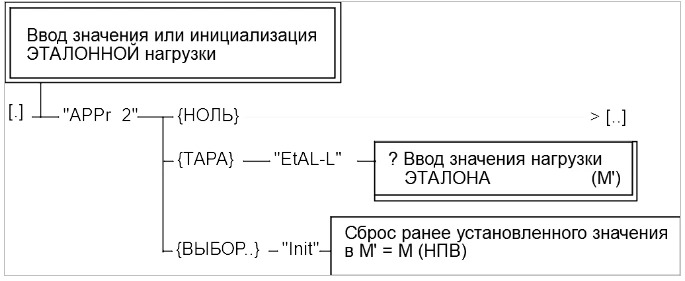 Ввод значения или инициализация
ЭТАЛОННОЙ нагрузки
[.] "APPr 2" {НОЛЬ} > [..]
{ТАРА} "EtAL-L" ? Ввод значения нагрузки
ЭТАЛОНА (M')
{ВЫБОР..} "Init" Сброс ранее установленного значения
в M' = M (НПВ)